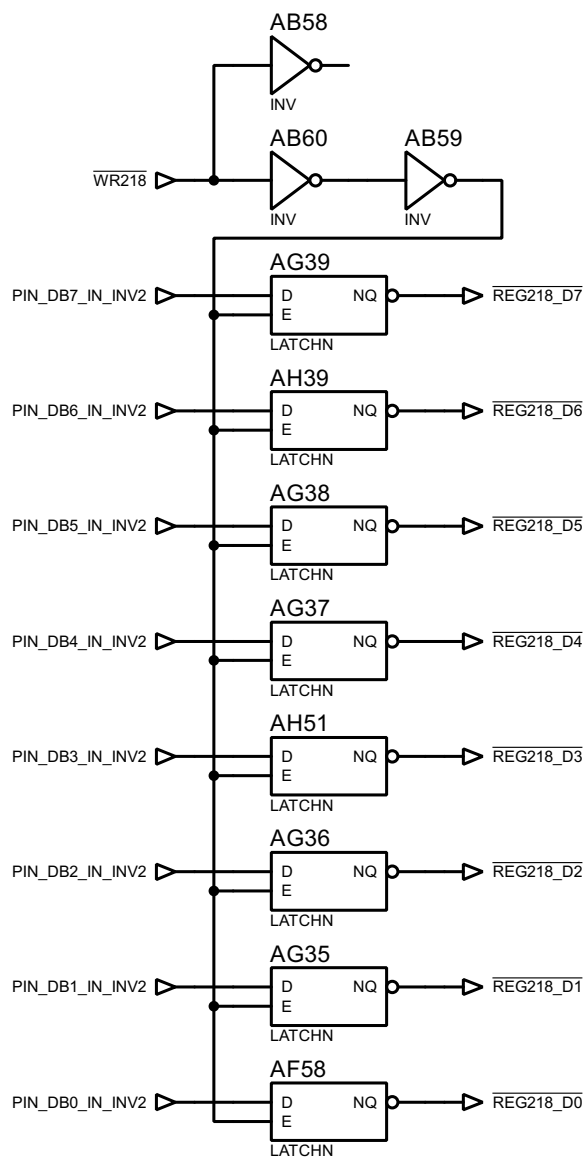 AB58
INV
AB60 AB59
WR218
INV INV
AG39
PIN_DB7_IN_INV2 D NQ REG218_D7
E
LATCHN
AH39
PIN_DB6_IN_INV2 D NQ REG218_D6
E
LATCHN
AG38
PIN_DB5_IN_INV2 D NQ REG218_D5
E
LATCHN
AG37
PIN_DB4_IN_INV2 D NQ REG218_D4
E
LATCHN
AH51
PIN_DB3_IN_INV2 D NQ REG218_D3
E
LATCHN
AG36
PIN_DB2_IN_INV2 D NQ REG218_D2
E
LATCHN
AG35
PIN_DB1_IN_INV2 D NQ REG218_D1
E
LATCHN
AF58
PIN_DB0_IN_INV2 D NQ REG218_D0
E
LATCHN